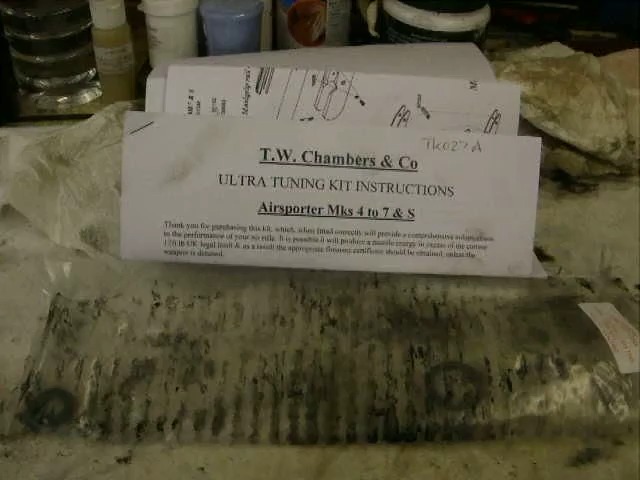 TK027A
T.W. Chambers & Co
ULTRA TUNING KIT INSTRUCTIONS
Airsporter Mks 4 to 7 & S
Thank you for purchasing this kit, which, when fitted correctly will provide a comprehensive
to the performance of your air rifle. It is possible it will produce a muzzle energy in excess of the current
12ft lb UK legal limit & as a result the appropriate firearms certificate should be obtained, unless the
weapon is detuned.